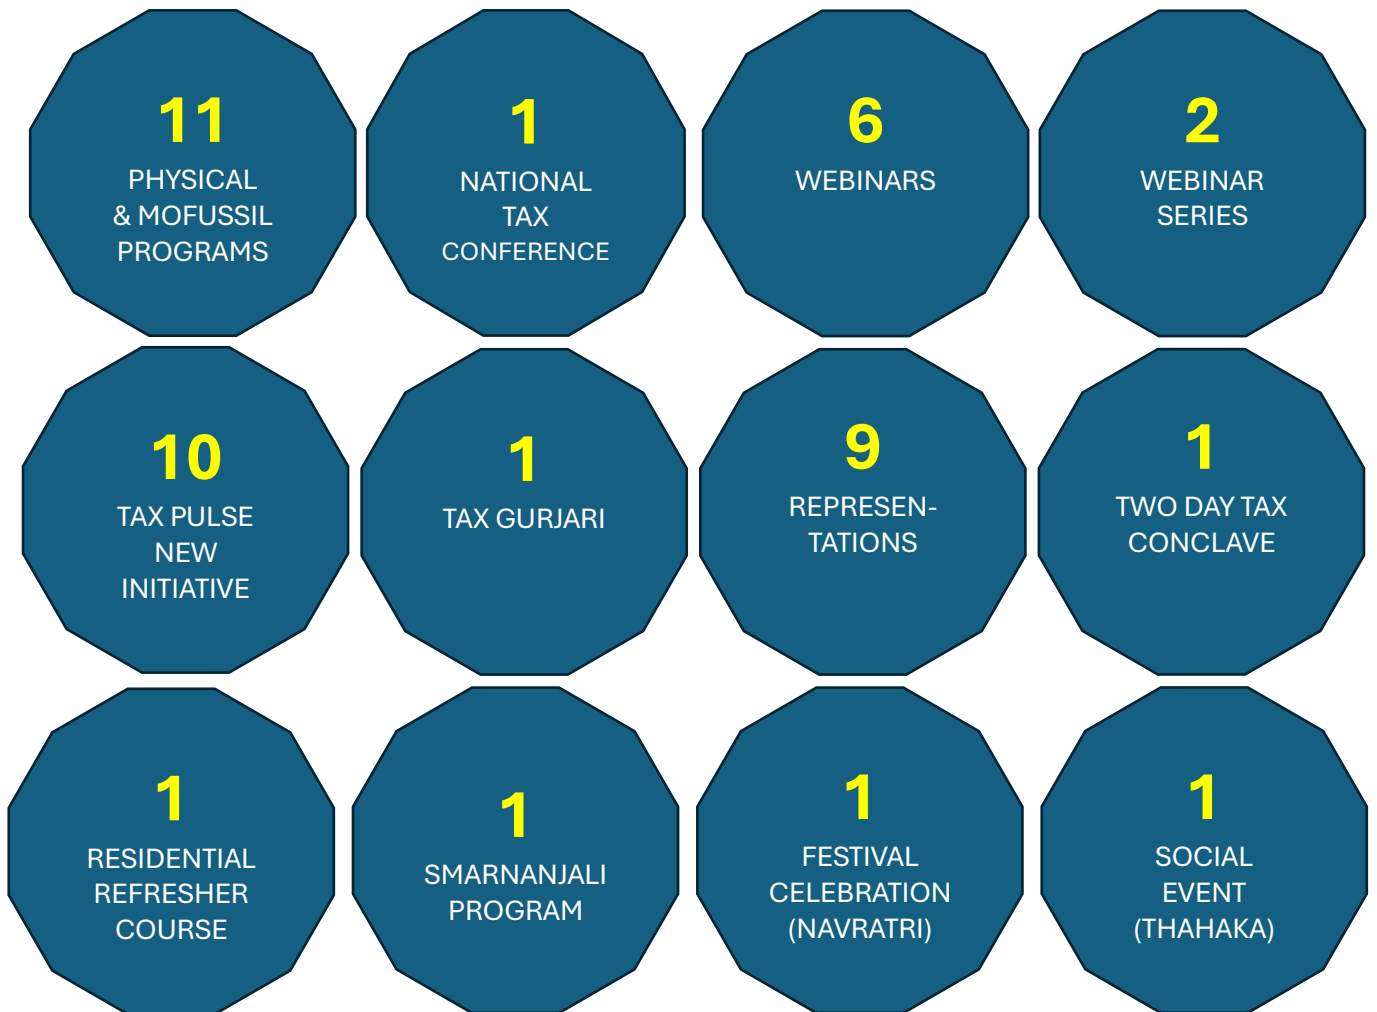 11
PHYSICAL
& MOFUSSIL
PROGRAMS
1
NATIONAL
TAX
CONFERENCE
6
WEBINARS
2
WEBINAR
SERIES
10
TAX PULSE
NEW
INITIATIVE
1
TAX GURJARI
9
REPRESEN-
TATIONS
1
TWO DAY TAX
CONCLAVE
1
RESIDENTIAL
REFRESHER
COURSE
1
SMARNANJALI
PROGRAM
1
FESTIVAL
CELEBRATION
(NAVRATRI)
1
SOCIAL
EVENT
(THAHAKA)